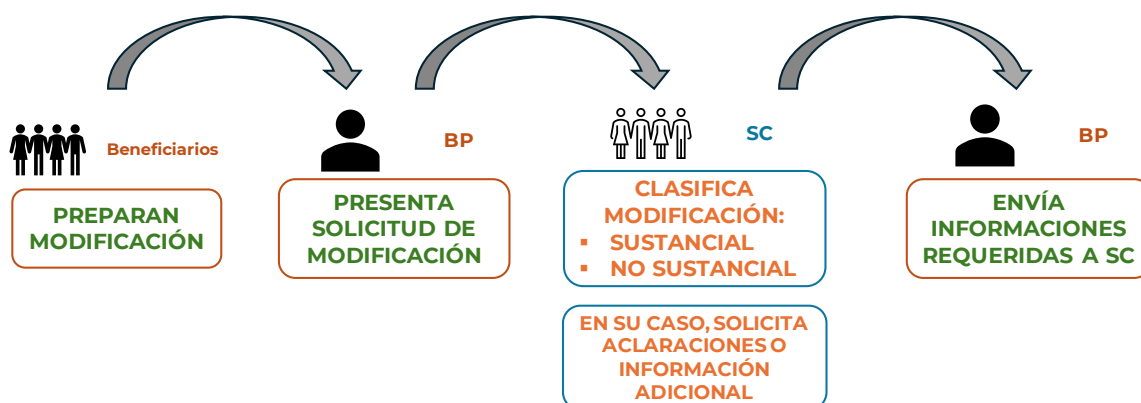 Beneficiarios
PREPARAN
MODIFICACIÓN
BP
PRESENTA
SOLICITUD DE
MODIFICACIÓN
SC
CLASIFICA
MODIFICACIÓN:
▪ SUSTANCIAL
▪ NO SUSTANCIAL
EN SU CASO, SOLICITA
ACLARACIONES O
INFORMACIÓN
ADICIONAL
BP
ENVÍA
INFORMACIONES
REQUERIDAS A SC